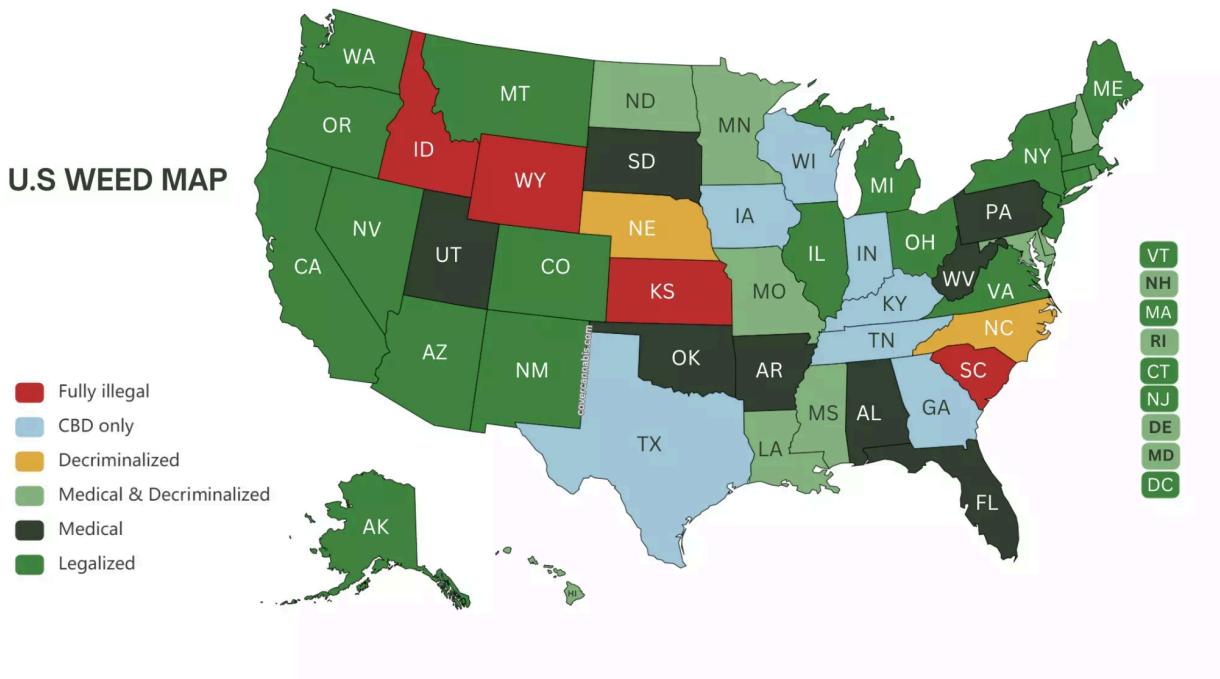 U.S WEED MAP
Fully illegal
CBD only
Decriminalized
Medical & Decriminalized
Medical
Legalized
WA
OR
CA
ID
NV
MT
WY
UT
AZ
CO
NM
ND
SD
NE
KS
OK
TX
MN
IA
MO
AR
LA
WI
IL
MS
MI
IN
KY
TN
AL
OH
WV
GA
FL
PA
VA
NC
SC
NY
ME
AK
HI
covercannabis.com
VT
NH
MA
RI
CT
NJ
DE
MD
DC